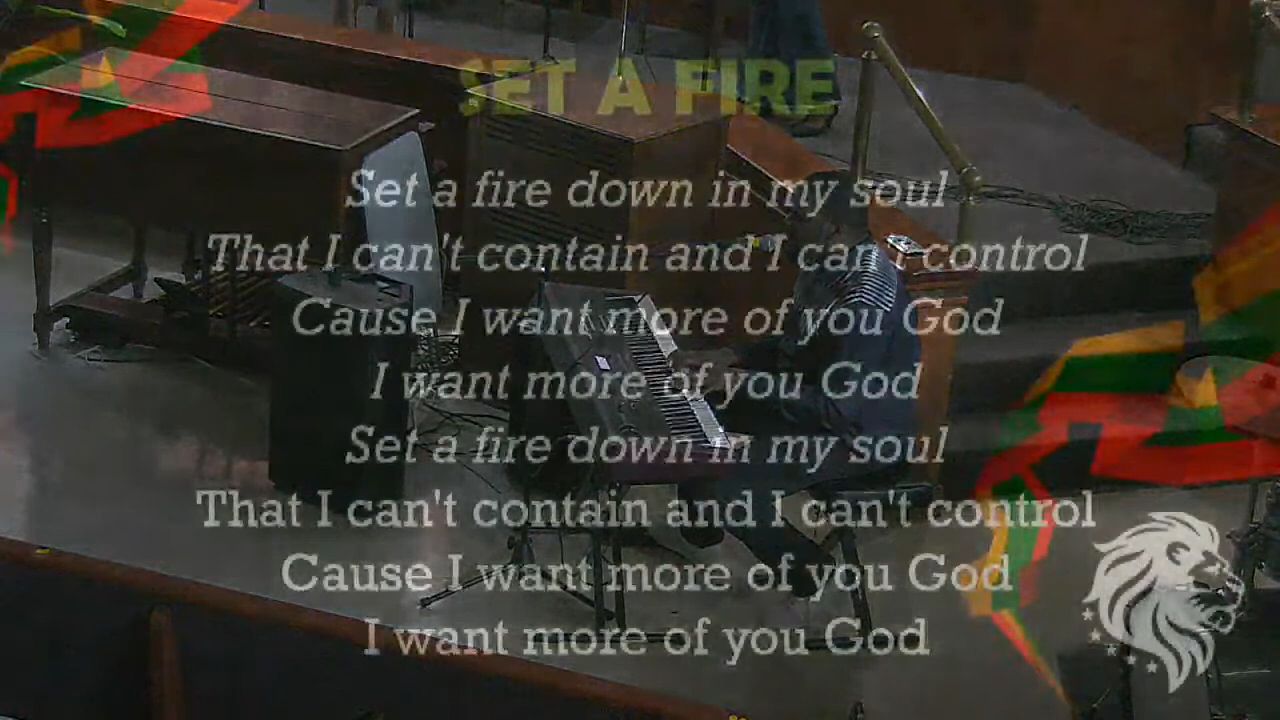 SET A FIRE
Set a fire down in my soul
That I can't contain and I can't control
Cause I want more of you God
I want more of you God
Set a fire down in my soul
That I can't contain and I can't control
Cause I want more of you God
I want more of you God